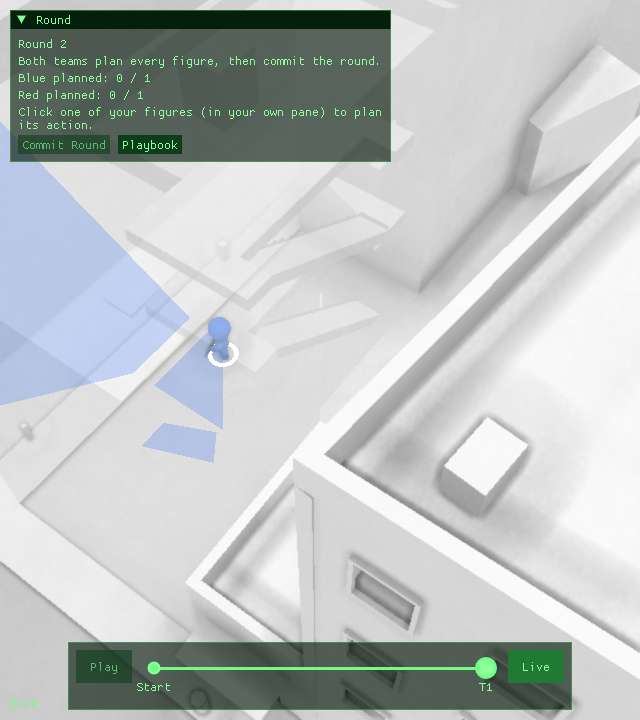 Round
Round 2
Both teams plan every figure, then commit the round.
Blue planned: 0 / 1
Red planned: 0 / 1
Click one of your figures (in your own pane) to plan
its action.
Commit Round
Playbook
Play
Start
T1
Live